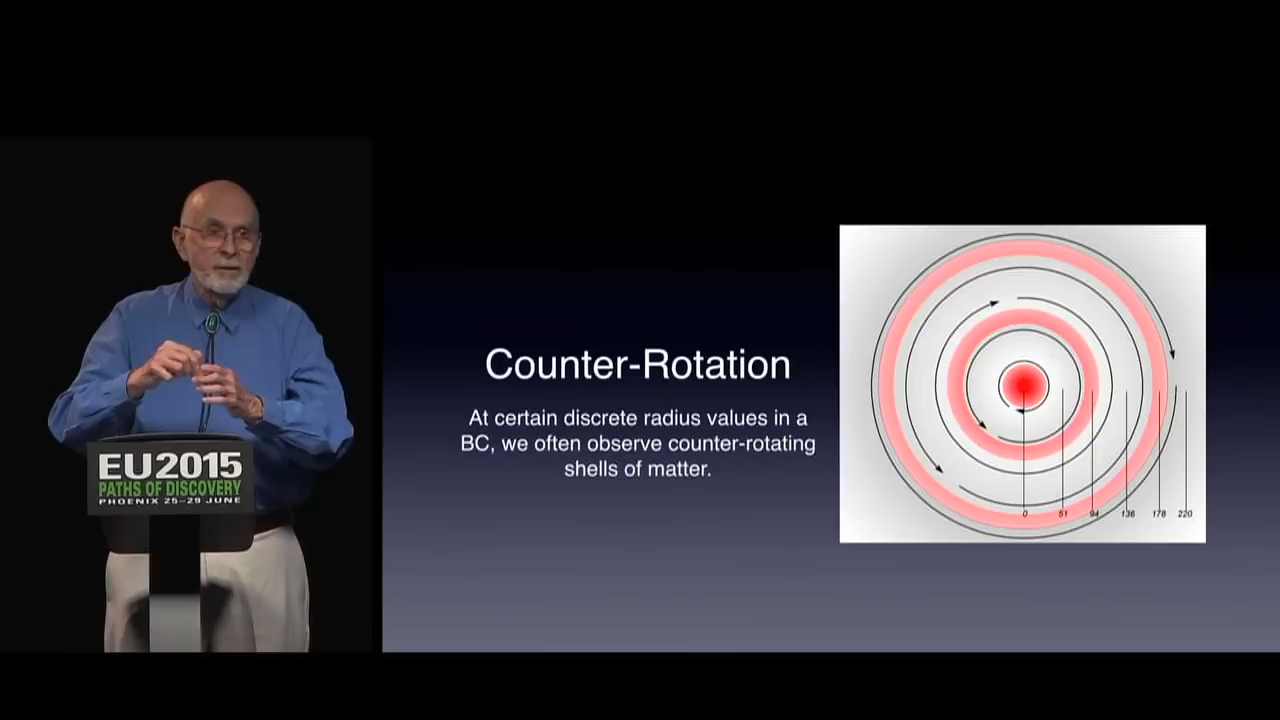 EU2015
PATHS OF DISCOVERY
PHOENIX 25–29 JUNE
Counter-Rotation
At certain discrete radius values in a
BC, we often observe counter-rotating
shells of matter.
0 51 94 136 178 220